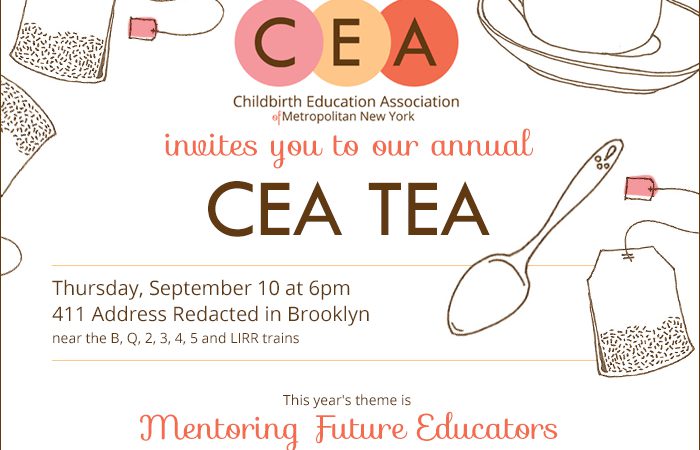 CEA
Childbirth Education Association
of Metropolitan New York
invites you to our annual
CEA TEA
Thursday, September 10 at 6pm
411 Address Redacted in Brooklyn
near the B, Q, 2, 3, 4, 5 and LIRR trains
This year's theme is
Mentoring Future Educators